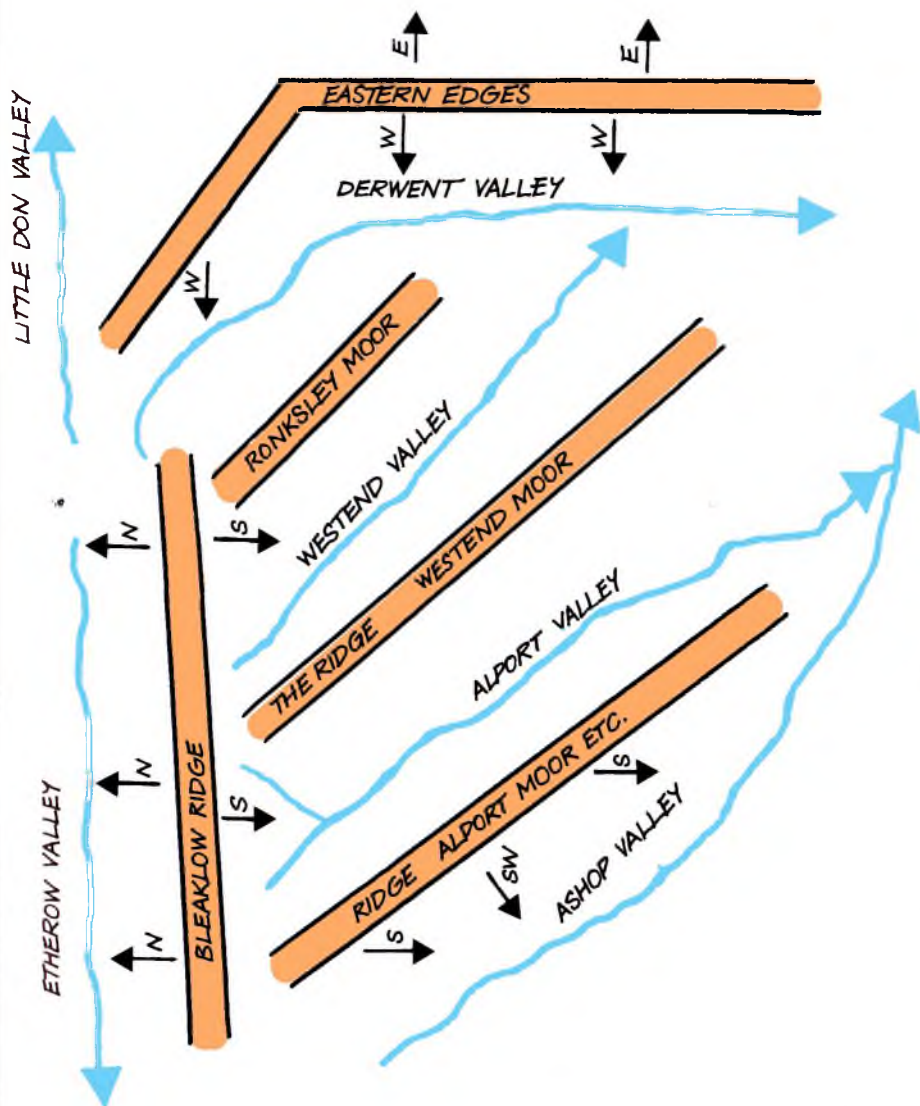 LITTLE DON VALLEY
E
E
EASTERN EDGES
W
W
DERWENT VALLEY
W
RONKSLEY MOOR
N
S
WESTEND VALLEY
THE RIDGE WESTEND MOOR
ALPORT VALLEY
ETHEROW VALLEY
N
BLEAKLOW RIDGE
S
RIDGE ALPORT MOOR ETC.
S
SW
ASHOP VALLEY
N
S